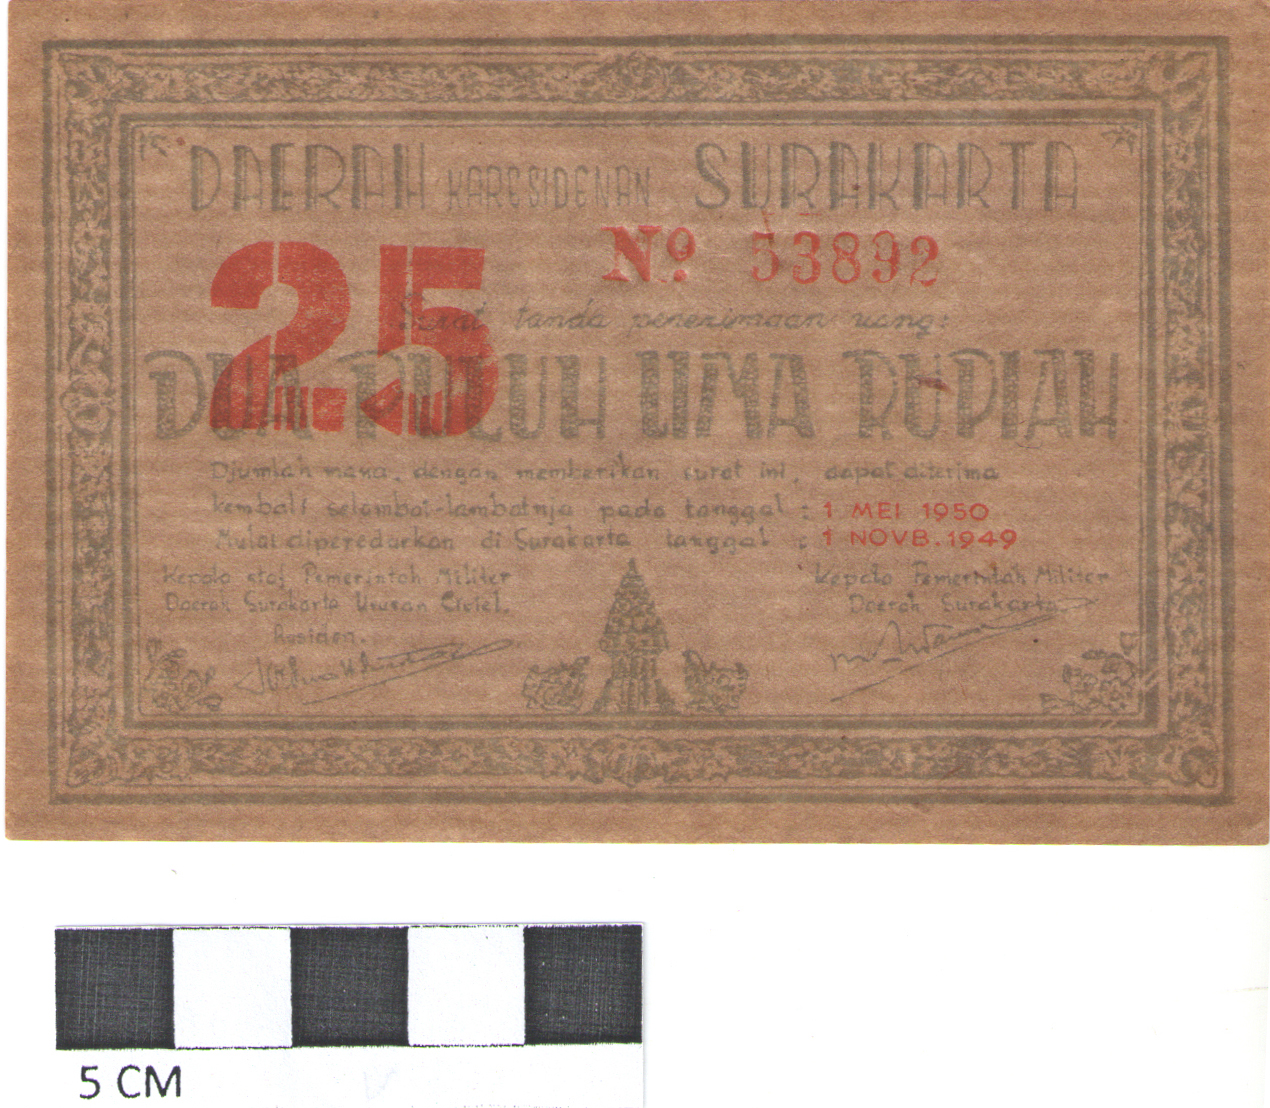 DAERAH KARESIDENAN SURAKARTA
25
No. 53892
Surat tanda penerimaan uang:
DUA PULUH LIMA RUPIAH
Djumlah mana, dengan memberikan surat ini, dapat diterima
kembali selambat-lambatnja pada tanggal : 1 MEI 1950
Mulai diperedarkan di Surakarta tanggal : 1 NOVB. 1949
Kepala staf Pemerintah Militer
Daerah Surakarta Urusan Civiel.
Residen.
Kepala Pemerintah Militer
Daerah Surakarta.
5 CM